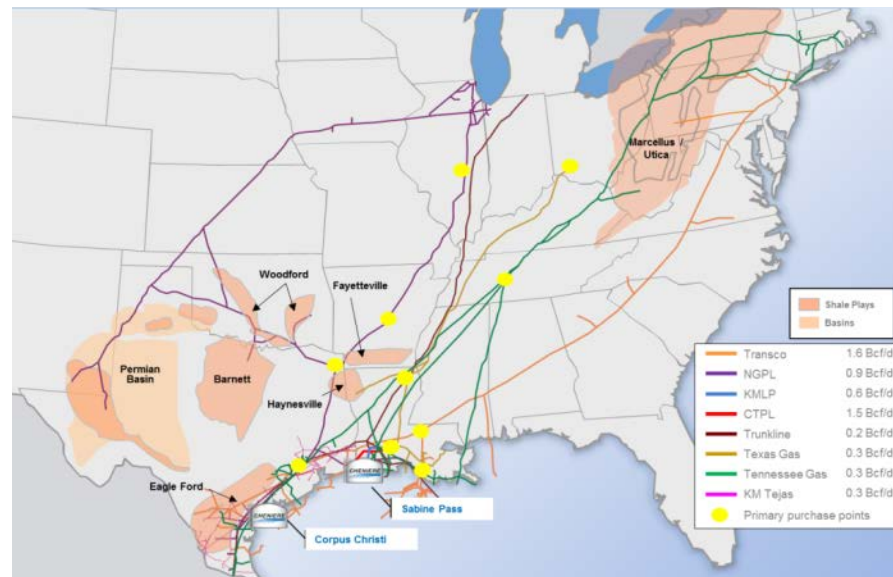 Marcellus /
Utica
Woodford
Fayetteville
Permian
Basin
Barnett
Haynesville
Eagle Ford
CHENIERE
Sabine Pass
CHENIERE
Corpus Christi
Shale Plays
Basins
Transco 1.6 Bcf/d
NGPL 0.9 Bcf/d
KMLP 0.6 Bcf/d
CTPL 1.5 Bcf/d
Trunkline 0.2 Bcf/d
Texas Gas 0.3 Bcf/d
Tennessee Gas 0.3 Bcf/d
KM Tejas 0.3 Bcf/d
Primary purchase points